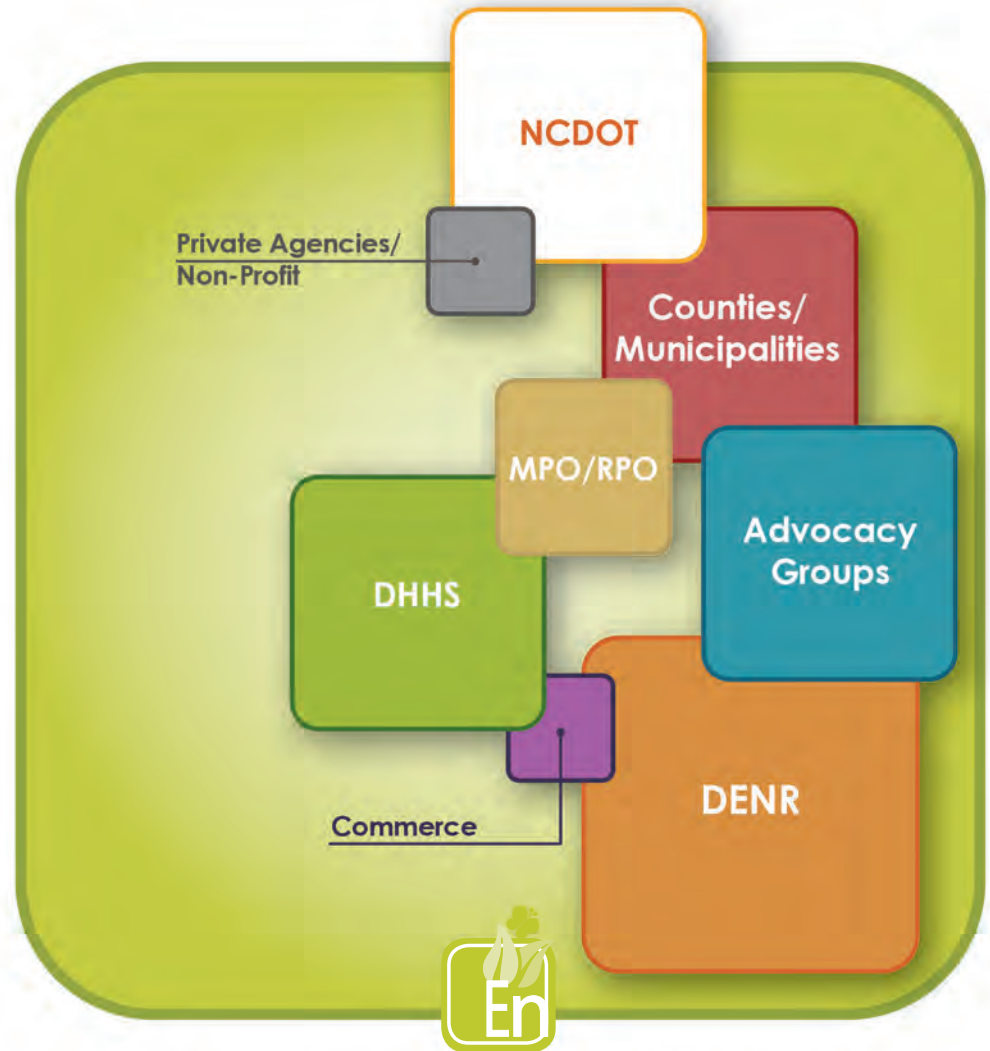 NCDOT
Private Agencies/
Non-Profit
Counties/
Municipalities
MPO/RPO
Advocacy
Groups
DHHS
DENR
Commerce
En